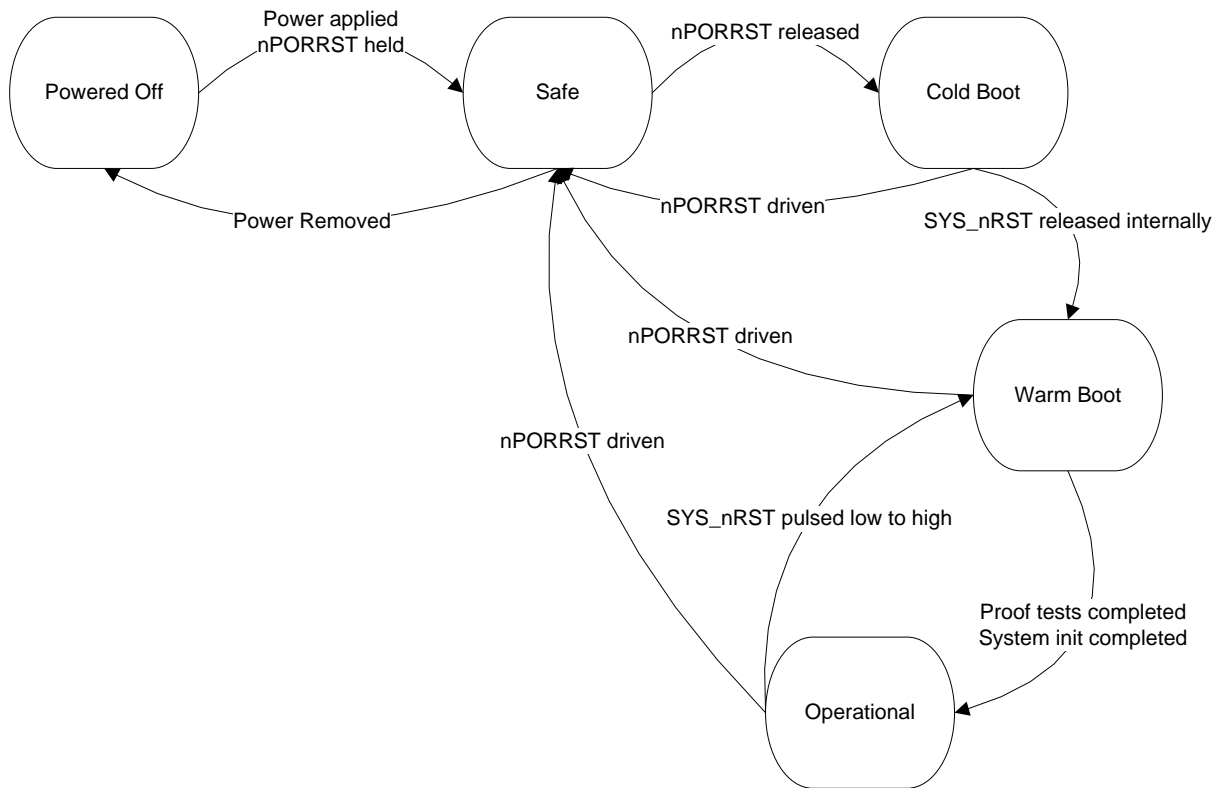 Power applied
nPORRST held
nPORRST released
Powered Off
Safe
Cold Boot
Power Removed
nPORRST driven
SYS_nRST released internally
nPORRST driven
Warm Boot
nPORRST driven
SYS_nRST pulsed low to high
Proof tests completed
System init completed
Operational